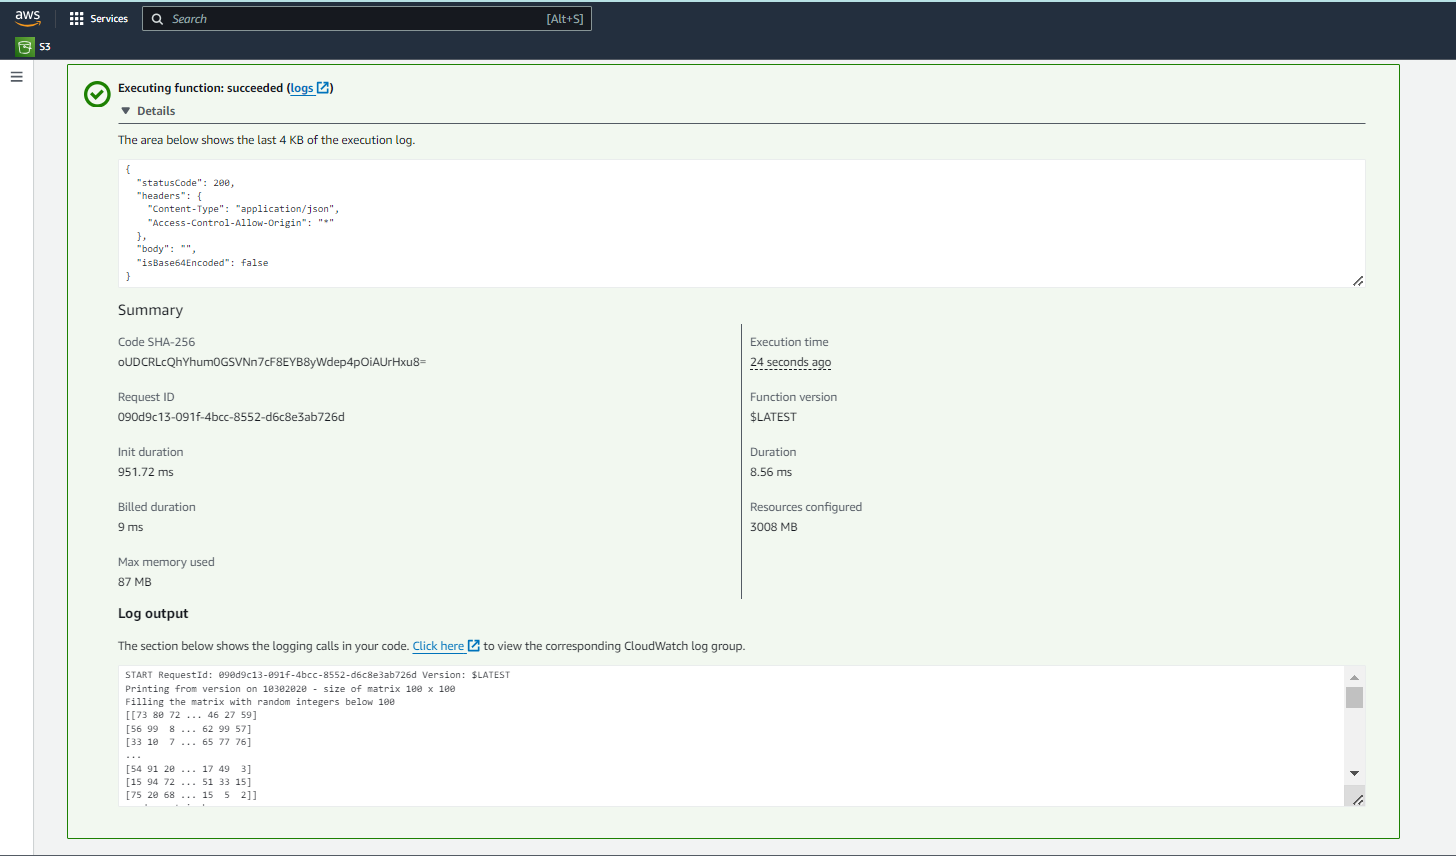 aws
Services
Search [Alt+S]
S3
Executing function: succeeded (logs)
Details
The area below shows the last 4 KB of the execution log.
{
  "statusCode": 200,
  "headers": {
    "Content-Type": "application/json",
    "Access-Control-Allow-Origin": "*"
  },
  "body": "",
  "isBase64Encoded": false
}
Summary
Code SHA-256
oUDCRLcQhYhum0GSVNn7cF8EYB8yWdep4pOiAUrHxu8=
Request ID
090d9c13-091f-4bcc-8552-d6c8e3ab726d
Init duration
951.72 ms
Billed duration
9 ms
Max memory used
87 MB
Execution time
24 seconds ago
Function version
$LATEST
Duration
8.56 ms
Resources configured
3008 MB
Log output
The section below shows the logging calls in your code. Click here to view the corresponding CloudWatch log group.
START RequestId: 090d9c13-091f-4bcc-8552-d6c8e3ab726d Version: $LATEST
Printing from version on 10302020 - size of matrix 100 x 100
Filling the matrix with random integers below 100
[[73 80 72 ... 46 27 59]
[56 99  8 ... 62 99 57]
[33 10  7 ... 65 77 76]
...
[54 91 20 ... 17 49  3]
[15 94 72 ... 51 33 15]
[75 20 68 ... 15  5  2]]